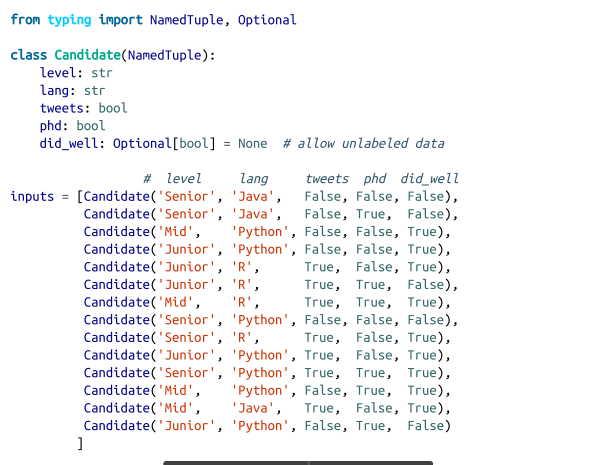 from typing import NamedTuple, Optional

class Candidate(NamedTuple):
    level: str
    lang: str
    tweets: bool
    phd: bool
    did_well: Optional[bool] = None  # allow unlabeled data

                  #  level     lang     tweets  phd  did_well
inputs = [Candidate('Senior', 'Java',   False, False, False),
          Candidate('Senior', 'Java',   False, True,  False),
          Candidate('Mid',    'Python', False, False, True),
          Candidate('Junior', 'Python', False, False, True),
          Candidate('Junior', 'R',      True,  False, True),
          Candidate('Junior', 'R',      True,  True,  False),
          Candidate('Mid',    'R',      True,  True,  True),
          Candidate('Senior', 'Python', False, False, False),
          Candidate('Senior', 'R',      True,  False, True),
          Candidate('Junior', 'Python', True,  False, True),
          Candidate('Senior', 'Python', True,  True,  True),
          Candidate('Mid',    'Python', False, True,  True),
          Candidate('Mid',    'Java',   True,  False, True),
          Candidate('Junior', 'Python', False, True,  False)
         ]